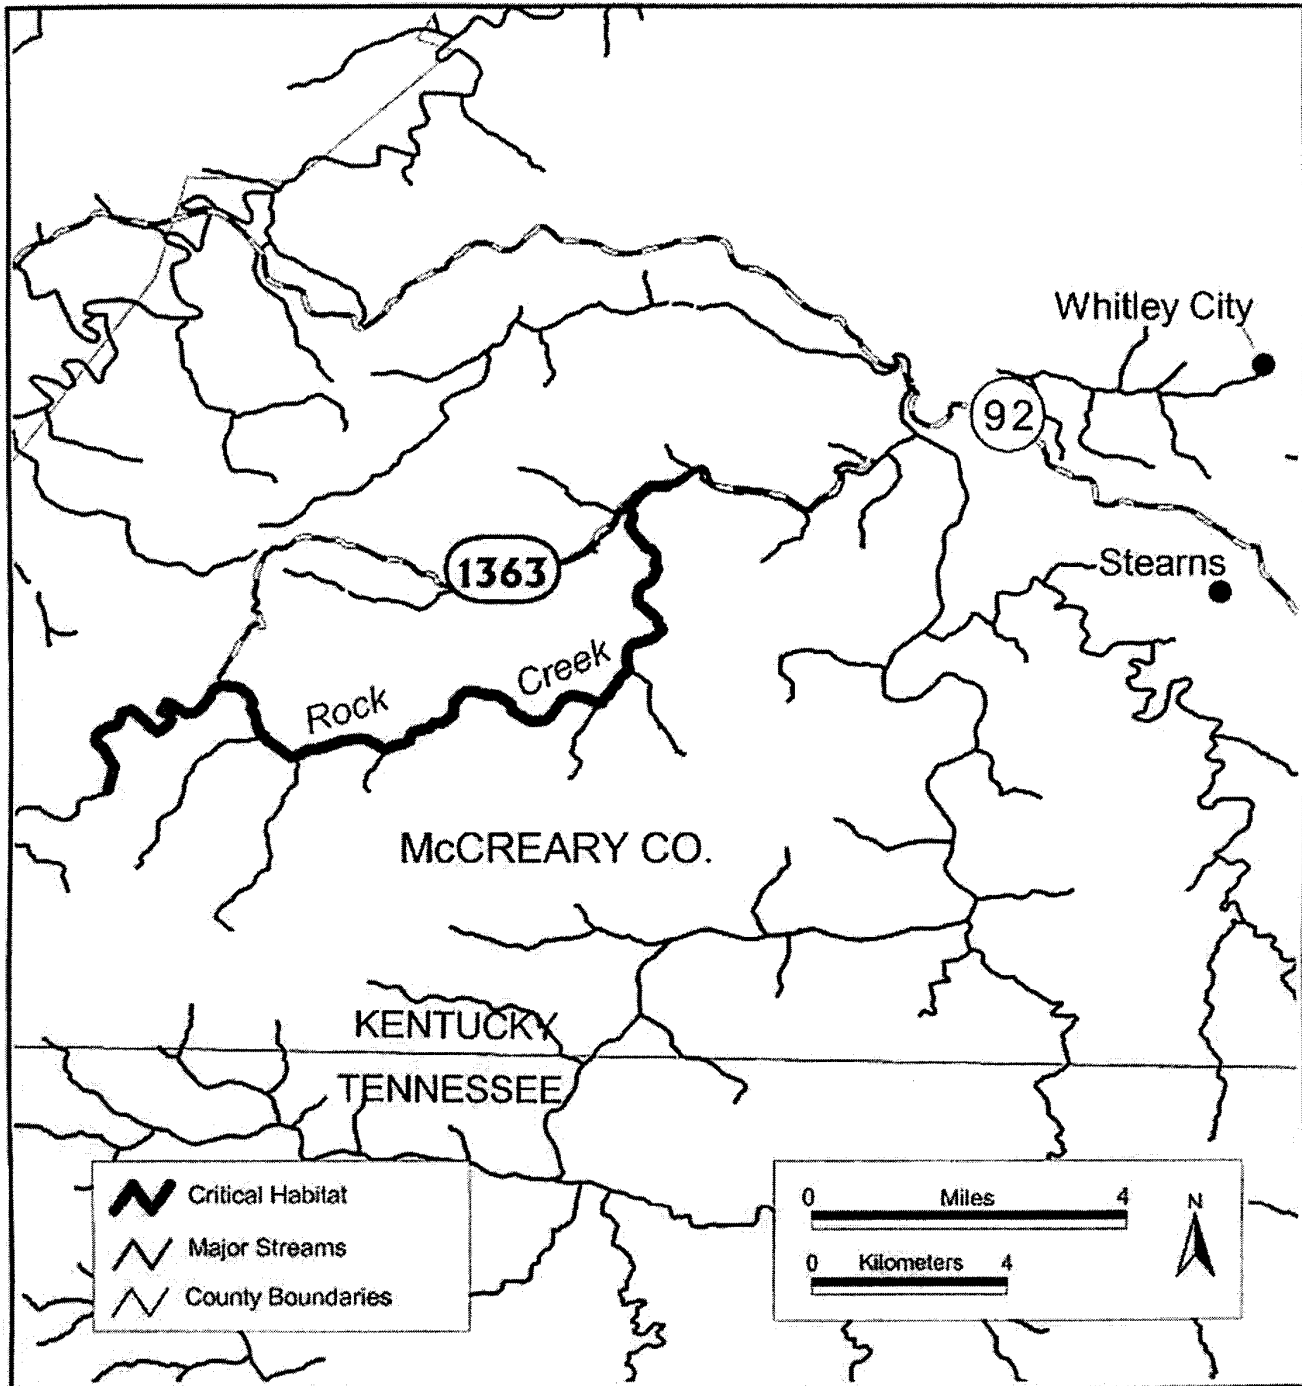 Whitley City
92
Stearns
1363
Rock
Creek
McCREARY CO.
KENTUCKY
TENNESSEE
Critical Habitat
Major Streams
County Boundaries
0 Miles 4
0 Kilometers 4
N